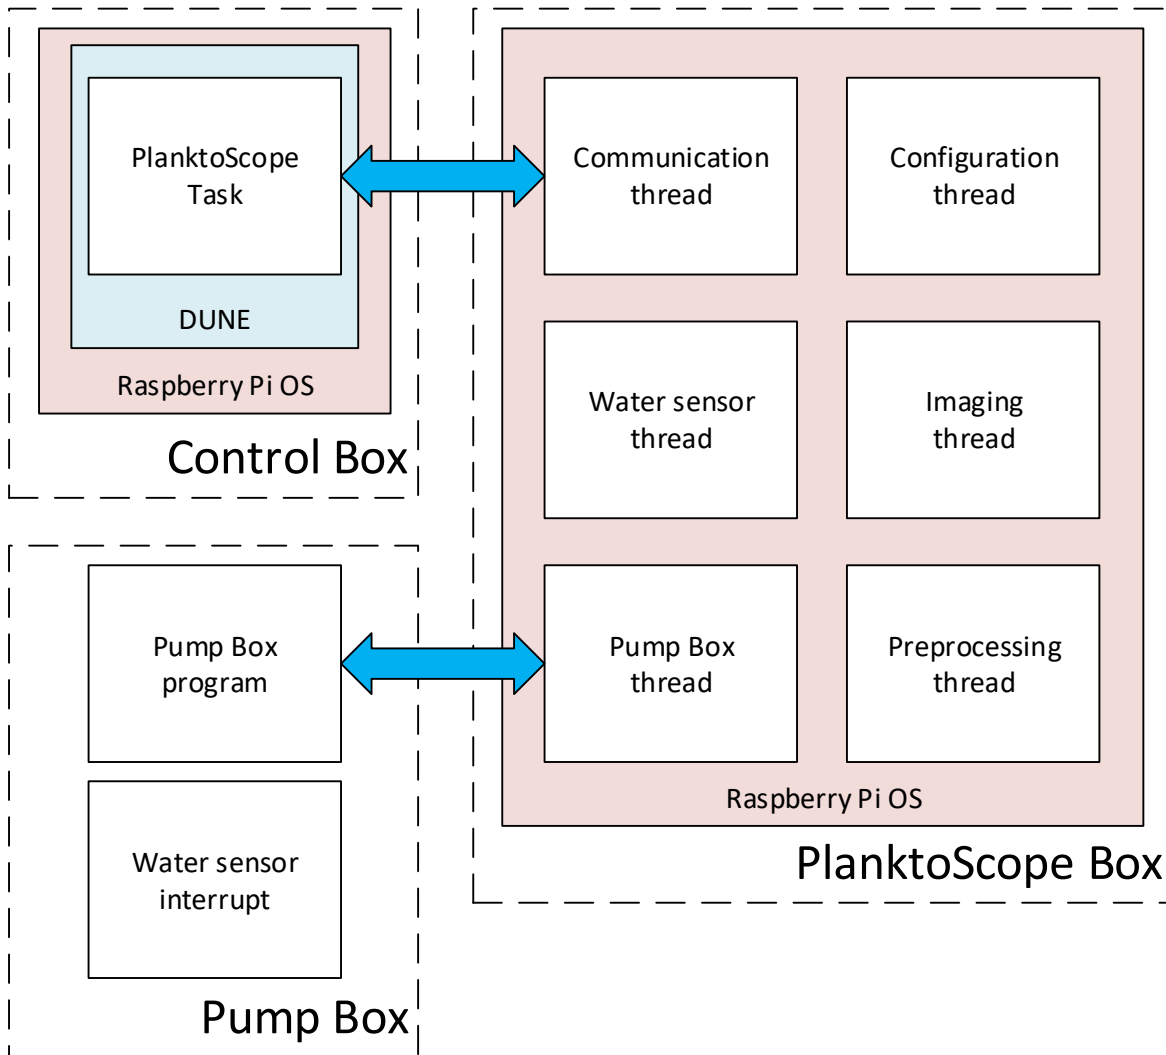 PlanktoScope
Task
DUNE
Raspberry Pi OS
Control Box
Communication
thread
Configuration
thread
Water sensor
thread
Imaging
thread
Pump Box
thread
Preprocessing
thread
Raspberry Pi OS
PlanktoScope Box
Pump Box
program
Water sensor
interrupt
Pump Box